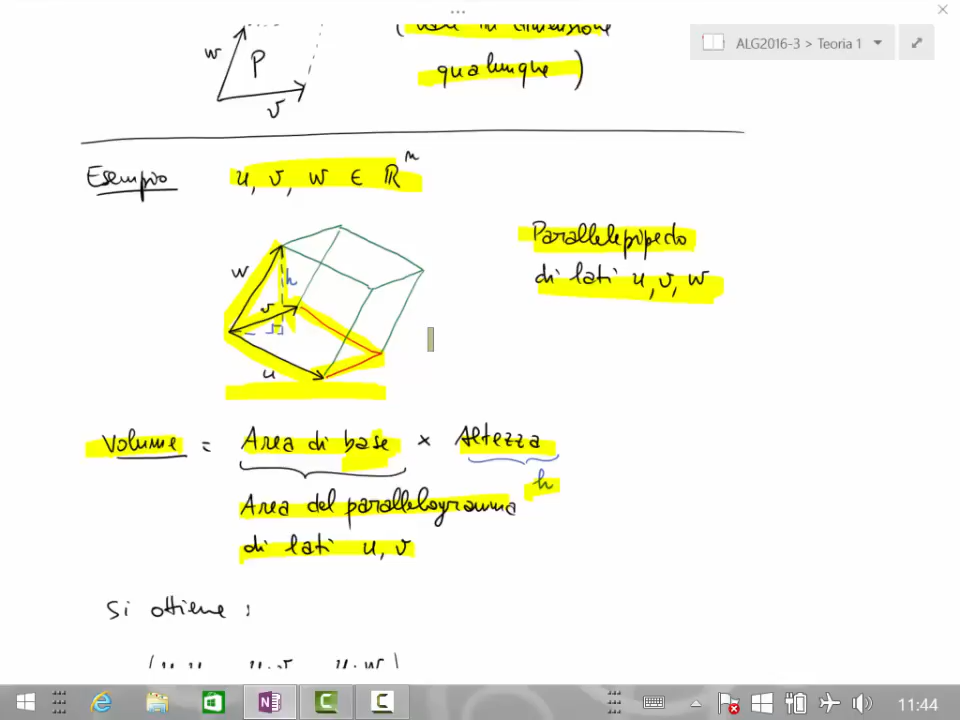 ALG2016-3 > Teoria 1
w
P
v
qualunque)
Esempio u, v, w ∈ ℝⁿ
Parallelepipedo
di lati u, v, w
w
h
v
u
Volume = Area di base × Altezza
h
Area del parallelogramma
di lati u, v
Si ottiene :
11:44